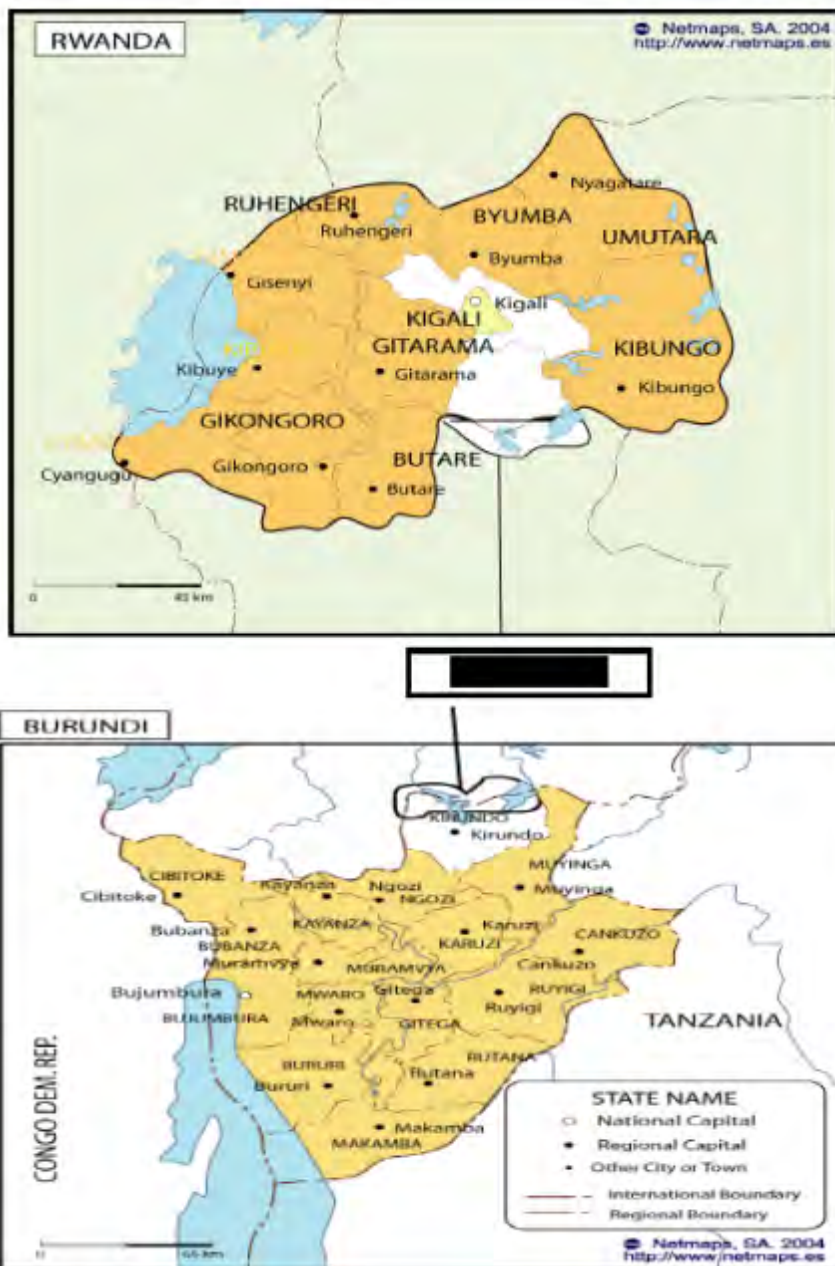 RWANDA
Netmaps, SA. 2004
http://www.netmaps.es
Nyagatare
RUHENGERI
BYUMBA
Ruhengeri
UMUTARA
Byumba
Gisenyi
Kigali
KIGALI
GITARAMA
KIBUNGO
Kibuye
Gitarama
Kibungo
GIKONGORO
BUTARE
Cyangugu
Gikongoro
Butare
0
45 km
BURUNDI
KIRUNDO
Kirundo
CIBITOKE
MUYINGA
Cibitoke
Kayanza
Ngozi
Muyinga
NGOZI
KAYANZA
Bubanza
Karuzi
CANKUZO
BUBANZA
KARUZI
Muramvya
MURAMVYA
Cankuzo
Bujumbura
MWARO
Gitega
RUYIGI
Ruyigi
BUJUMBURA
Mwaro
GITEGA
TANZANIA
CONGO DEM. REP.
BURURI
RUTANA
Bururi
Rutana
Makamba
MAKAMBA
STATE NAME
National Capital
Regional Capital
Other City or Town
International Boundary
Regional Boundary
0
65 km
Netmaps, SA. 2004
http://www.netmaps.es